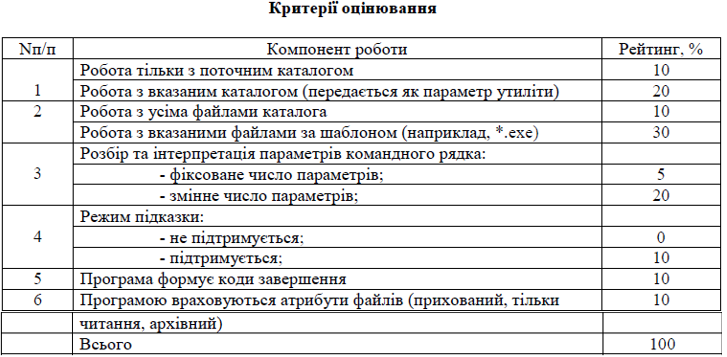 Критерії оцінювання
Nп/п Компонент роботи Рейтинг, %
Робота тільки з поточним каталогом 10
1 Робота з вказаним каталогом (передається як параметр утиліти) 20
2 Робота з усіма файлами каталога 10
Робота з вказаними файлами за шаблоном (наприклад, *.exe) 30
Розбір та інтерпретація параметрів командного рядка:
3 - фіксоване число параметрів; 5
- змінне число параметрів; 20
Режим підказки:
4 - не підтримується; 0
- підтримується; 10
5 Програма формує коди завершення 10
6 Програмою враховуються атрибути файлів (прихований, тільки 10
читання, архівний)
Всього 100